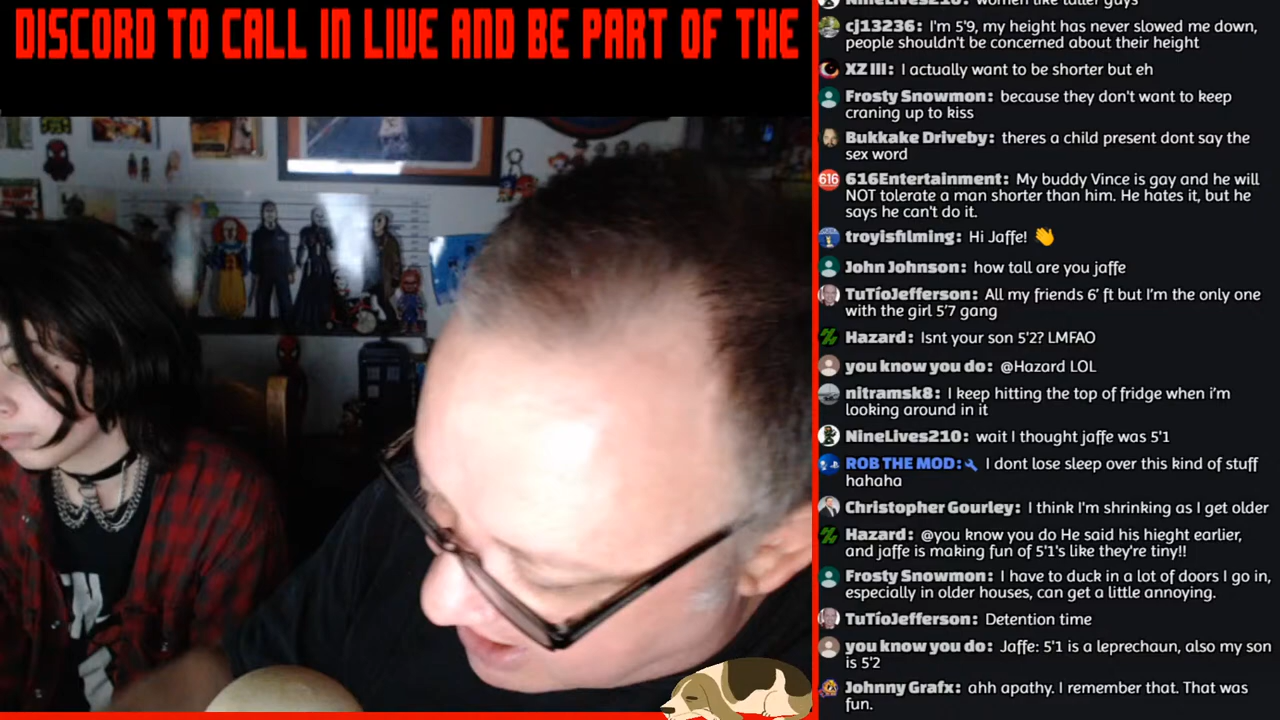 DISCORD TO CALL IN LIVE AND BE PART OF THE
cj13236: I'm 5'9, my height has never slowed me down,
people shouldn't be concerned about their height
XZ III: I actually want to be shorter but eh
Frosty Snowmon: because they don't want to keep
craning up to kiss
Bukkake Driveby: theres a child present dont say the
sex word
616
616Entertainment: My buddy Vince is gay and he will
NOT tolerate a man shorter than him. He hates it, but he
says he can't do it.
troyisfilming: Hi Jaffe! 👋
John Johnson: how tall are you jaffe
TuTíoJefferson: All my friends 6' ft but I'm the only one
with the girl 5'7 gang
Hazard: Isnt your son 5'2? LMFAO
you know you do: @Hazard LOL
nitramsk8: I keep hitting the top of fridge when i'm
looking around in it
NineLives210: wait I thought jaffe was 5'1
ROB THE MOD: I dont lose sleep over this kind of stuff
hahaha
Christopher Gourley: I think I'm shrinking as I get older
Hazard: @you know you do He said his hieght earlier,
and jaffe is making fun of 5'1's like they're tiny!!
Frosty Snowmon: I have to duck in a lot of doors I go in,
especially in older houses, can get a little annoying.
TuTíoJefferson: Detention time
you know you do: Jaffe: 5'1 is a leprechaun, also my son
is 5'2
Johnny Grafx: ahh apathy. I remember that. That was
fun.